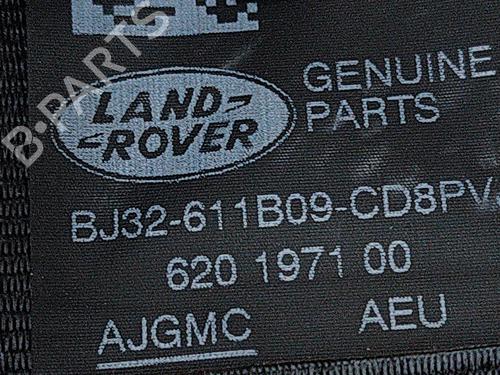 B-PARTS
LAND-
-ROVER
GENUINE
PARTS
BJ32-611B09-CD8PV
620 1971 00
AJGMC AEU